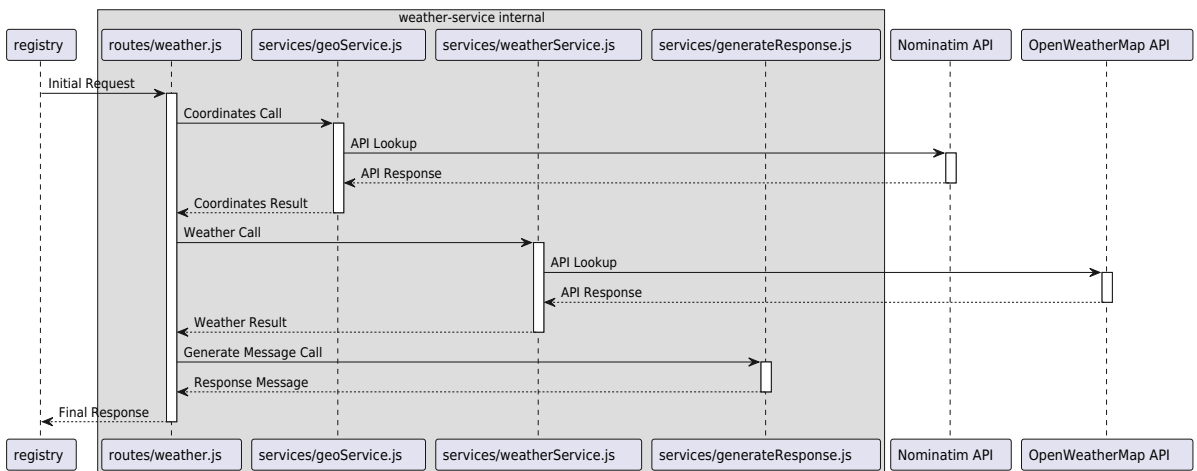 weather-service internal
registry
routes/weather.js
services/geoService.js
services/weatherService.js
services/generateResponse.js
Nominatim API
OpenWeatherMap API
Initial Request
Coordinates Call
API Lookup
API Response
Coordinates Result
Weather Call
API Lookup
API Response
Weather Result
Generate Message Call
Response Message
Final Response
registry
routes/weather.js
services/geoService.js
services/weatherService.js
services/generateResponse.js
Nominatim API
OpenWeatherMap API